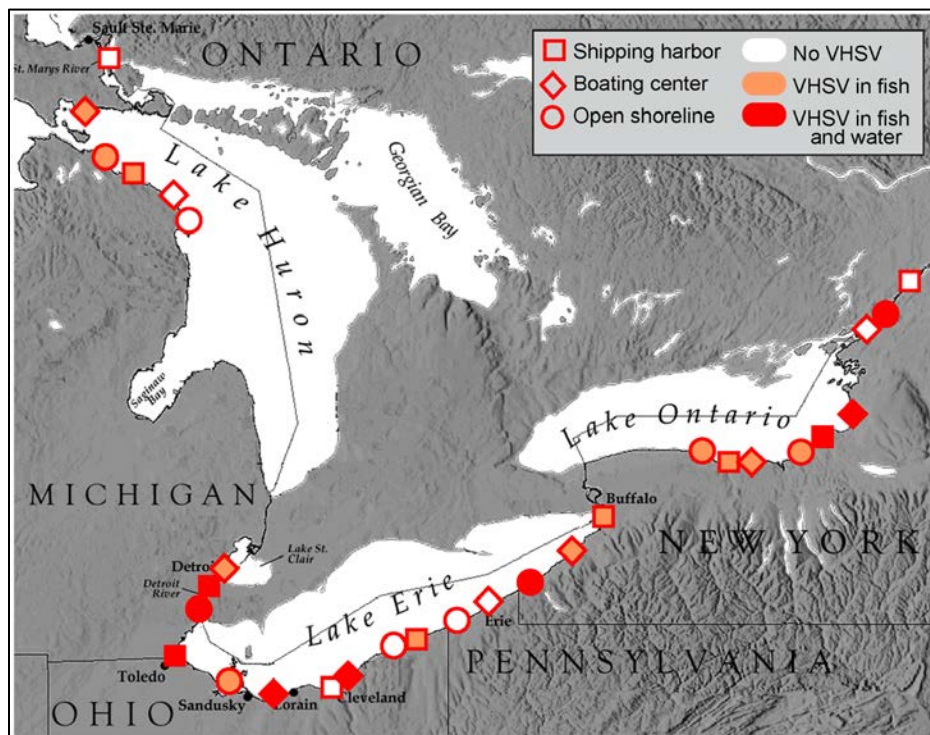 Sault Ste. Marie
ONTARIO
St. Marys River
Shipping harbor
Boating center
Open shoreline
No VHSV
VHSV in fish
VHSV in fish
and water
Lake Huron
Georgian Bay
Saginaw Bay
MICHIGAN
Lake Ontario
Buffalo
NEW YORK
Lake St.
Clair
Detroit
Detroit
River
Lake Erie
Erie
PENNSYLVANIA
Toledo
Sandusky
Lorain
Cleveland
OHIO